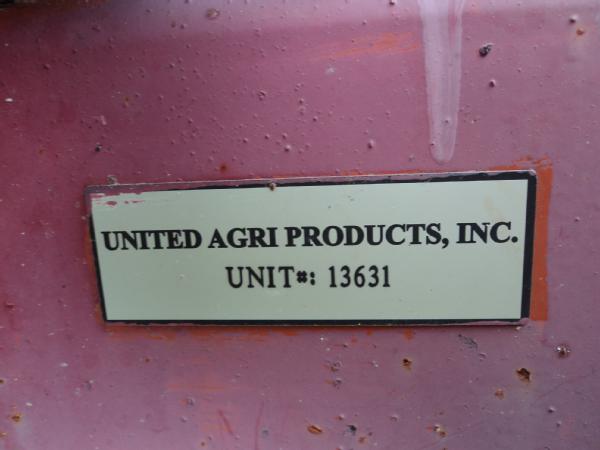 UNITED AGRI PRODUCTS, INC.
UNIT#: 13631